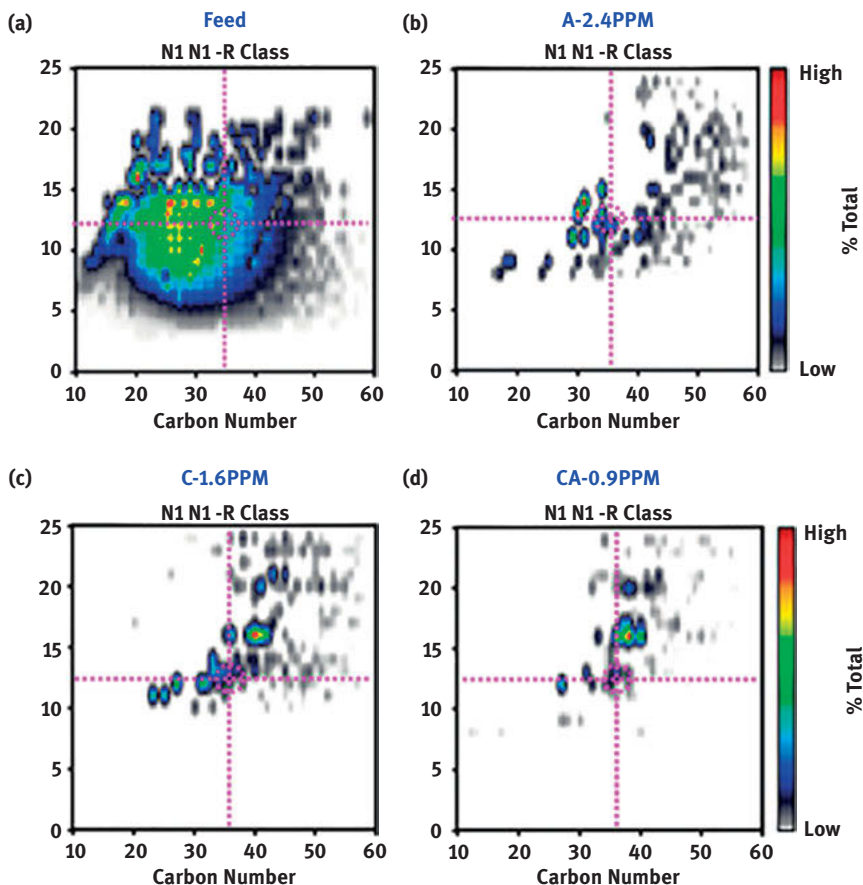 (a)
Feed
N1 N1 -R Class
25
20
15
10
5
0
10 20 30 40 50 60
Carbon Number
(b)
A-2.4PPM
N1 N1 -R Class
25
20
15
10
5
0
10 20 30 40 50 60
Carbon Number
High
% Total
Low
(c)
C-1.6PPM
N1 N1 -R Class
25
20
15
10
5
0
10 20 30 40 50 60
Carbon Number
(d)
CA-0.9PPM
N1 N1 -R Class
25
20
15
10
5
0
10 20 30 40 50 60
Carbon Number
High
% Total
Low